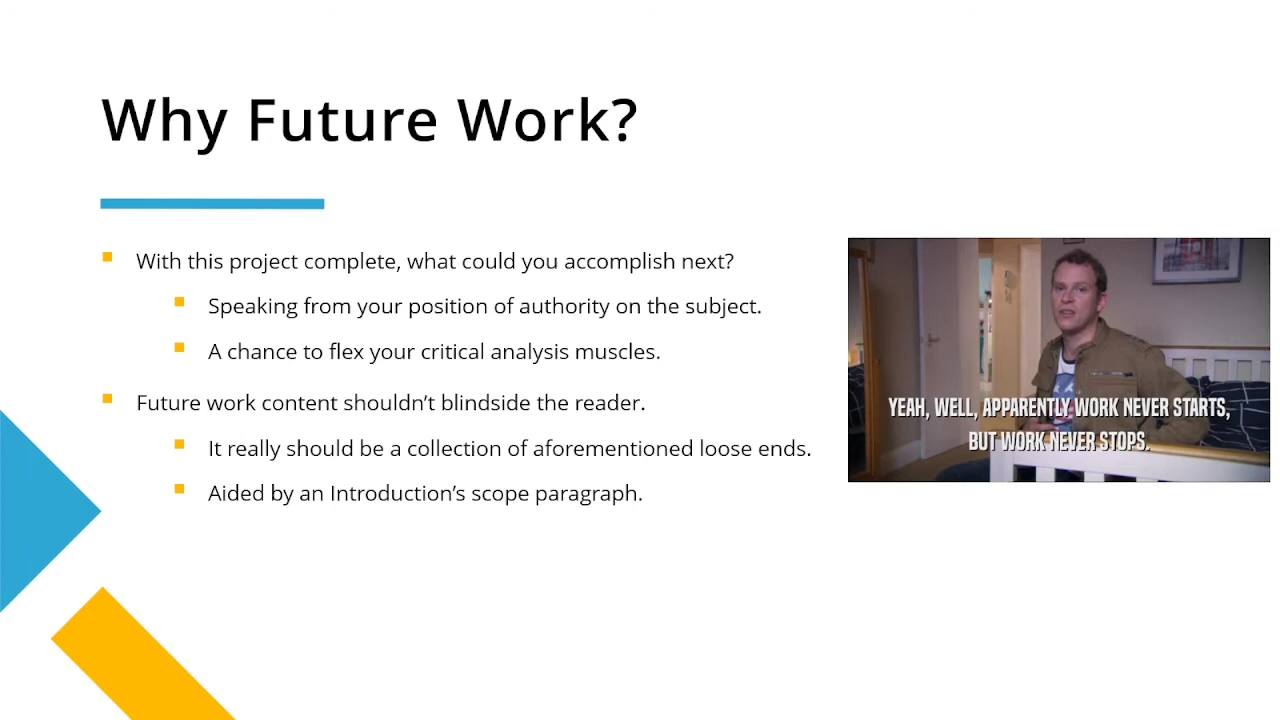 Why Future Work?
With this project complete, what could you accomplish next?
Speaking from your position of authority on the subject.
A chance to flex your critical analysis muscles.
Future work content shouldn’t blindside the reader.
It really should be a collection of aforementioned loose ends.
Aided by an Introduction’s scope paragraph.
YEAH, WELL, APPARENTLY WORK NEVER STARTS,
BUT WORK NEVER STOPS.